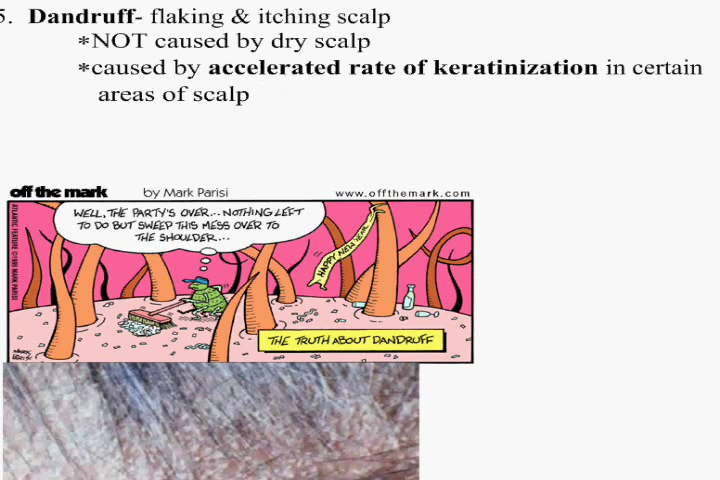 5. Dandruff- flaking & itching scalp
*NOT caused by dry scalp
*caused by accelerated rate of keratinization in certain
areas of scalp
off the mark by Mark Parisi www.offthemark.com
WELL, THE PARTY'S OVER... NOTHING LEFT
TO DO BUT SWEEP THIS MESS OVER TO
THE SHOULDER...
HAPPY NEW YEAR
THE TRUTH ABOUT DANDRUFF
MARK
PARISI